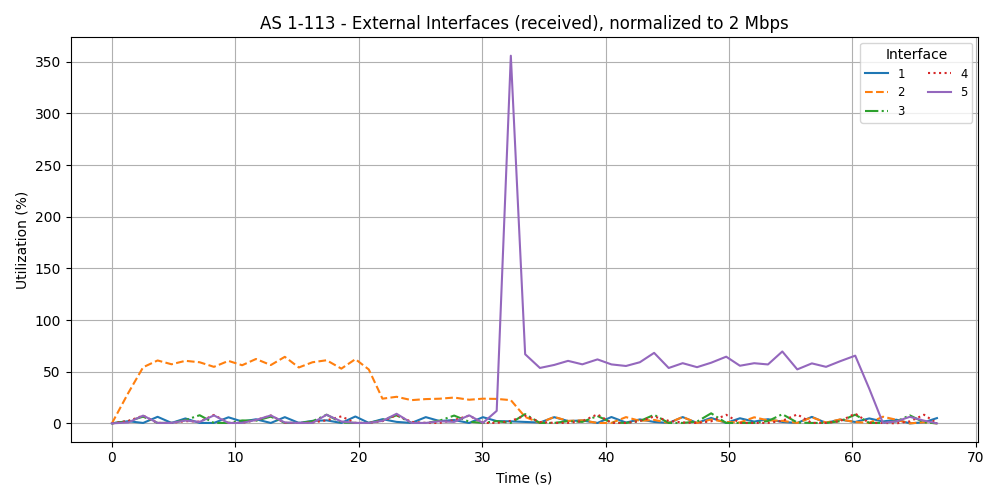 AS 1-113 - External Interfaces (received), normalized to 2 Mbps
Utilization (%)
350
300
250
200
150
100
50
0
0 10 20 30 40 50 60 70
Time (s)
Interface
1 4
2 5
3